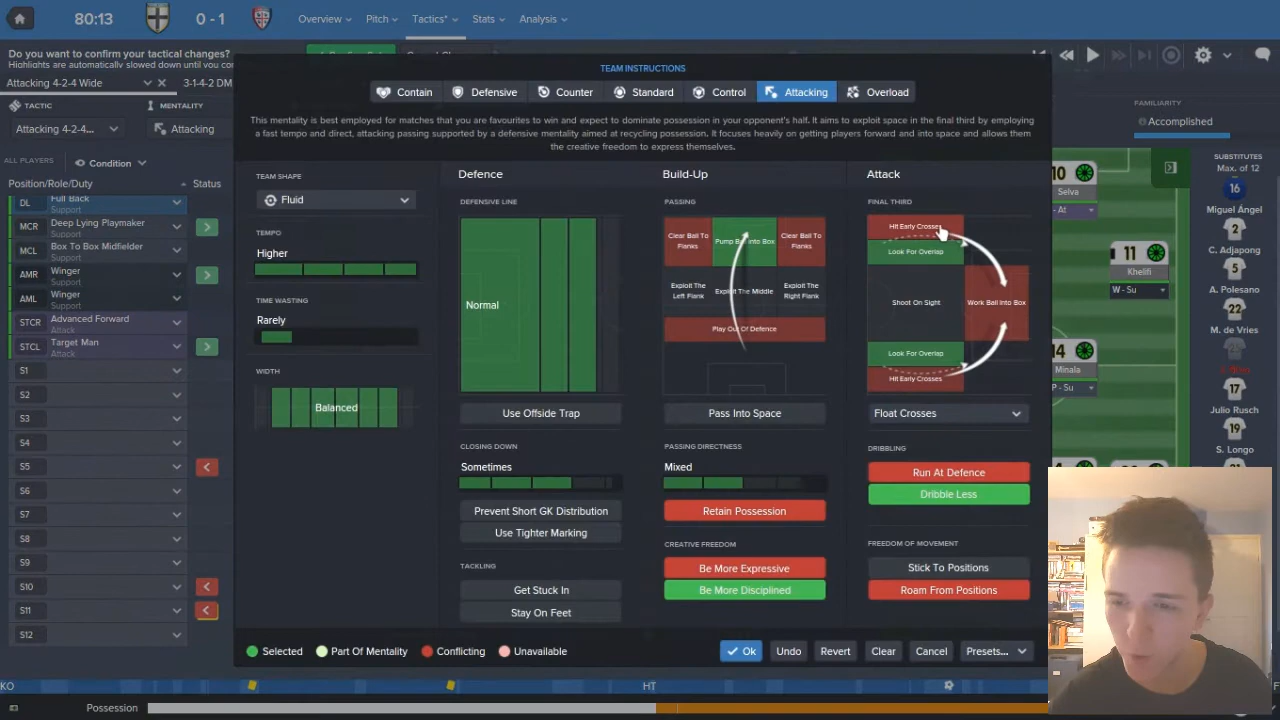 80:13
0 - 1
Overview
Pitch
Tactics*
Stats
Analysis
Do you want to confirm your tactical changes?
Highlights are automatically slowed down until you co
Attacking 4-2-4 Wide
3-1-4-2 DM
TACTIC
MENTALITY
Attacking 4-2-4...
Attacking
ALL PLAYERS
Condition
Position/Role/Duty
Status
DL
Full Back
Support
MCR
Deep Lying Playmaker
Support
MCL
Box To Box Midfielder
Support
AMR
Winger
Support
AML
Winger
Support
STCR
Advanced Forward
Attack
STCL
Target Man
Attack
S1
S2
S3
S4
S5
S6
S7
S8
S9
S10
S11
S12
TEAM INSTRUCTIONS
Contain
Defensive
Counter
Standard
Control
Attacking
Overload
This mentality is best employed for matches that you are favourites to win and expect to dominate possession in your opponent's half. It aims to exploit space in the final third by employing
a fast tempo and direct, attacking passing supported by a defensive mentality aimed at recycling possession. It focuses heavily on getting players forward and into space and allows them
the creative freedom to express themselves.
TEAM SHAPE
Fluid
TEMPO
Higher
TIME WASTING
Rarely
WIDTH
Balanced
Defence
DEFENSIVE LINE
Normal
Use Offside Trap
CLOSING DOWN
Sometimes
Prevent Short GK Distribution
Use Tighter Marking
TACKLING
Get Stuck In
Stay On Feet
Build-Up
PASSING
Clear Ball To
Flanks
Pump Ball Into Box
Clear Ball To
Flanks
Exploit The
Left Flank
Exploit The Middle
Exploit The
Right Flank
Play Out Of Defence
Pass Into Space
PASSING DIRECTNESS
Mixed
Retain Possession
CREATIVE FREEDOM
Be More Expressive
Be More Disciplined
Attack
FINAL THIRD
Hit Early Crosses
Look For Overlap
Shoot On Sight
Work Ball Into Box
Look For Overlap
Hit Early Crosses
Float Crosses
DRIBBLING
Run At Defence
Dribble Less
FREEDOM OF MOVEMENT
Stick To Positions
Roam From Positions
Selected
Part Of Mentality
Conflicting
Unavailable
Ok
Undo
Revert
Clear
Cancel
Presets...
FAMILIARITY
Accomplished
10
Selva
- At
11
Khelifi
W - Su
14
Minala
P - Su
SUBSTITUTES
Max. of 12
16
Miguel Ángel
2
C. Adjapong
5
A. Polesano
22
M. de Vries
17
Julio Rusch
19
S. Longo
KO
HT
Possession